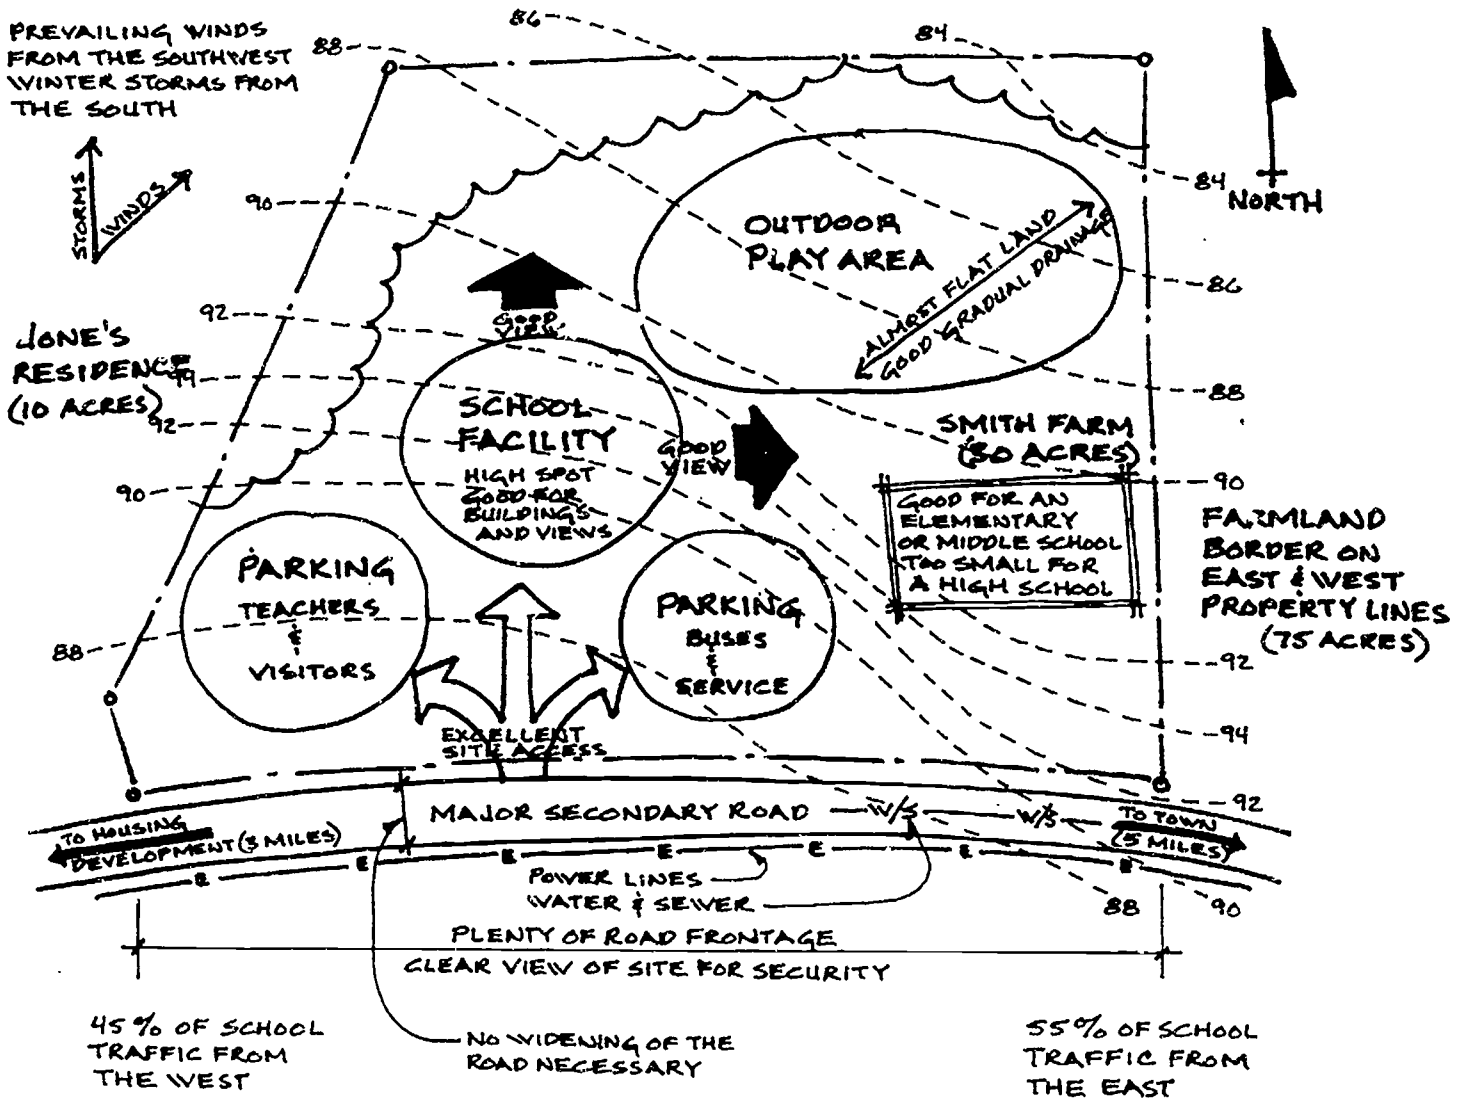 PREVAILING WINDS
FROM THE SOUTHWEST
WINTER STORMS FROM
THE SOUTH
STORMS
WINDS
86
88
84
NORTH
84
90
OUTDOOR
PLAY AREA
ALMOST FLAT LAND
GOOD GRADUAL DRAINAGE
86
92
GOOD
VIEW
JONE'S
RESIDENCE
(10 ACRES)
88
92
SCHOOL
FACILITY
HIGH SPOT
GOOD FOR
BUILDINGS
AND VIEWS
GOOD
VIEW
SMITH FARM
(30 ACRES)
90
90
GOOD FOR AN
ELEMENTARY
OR MIDDLE SCHOOL
TOO SMALL FOR
A HIGH SCHOOL
FARMLAND
BORDER ON
EAST & WEST
PROPERTY LINES
(75 ACRES)
PARKING
TEACHERS
&
VISITORS
PARKING
BUSES
&
SERVICE
88
92
94
EXCELLENT
SITE ACCESS
92
MAJOR SECONDARY ROAD
W/S
W/S
TO TOWN
(5 MILES)
TO HOUSING
DEVELOPMENT (3 MILES)
E E E E E E E
POWER LINES
WATER & SEWER
88
90
PLENTY OF ROAD FRONTAGE
CLEAR VIEW OF SITE FOR SECURITY
45% OF SCHOOL
TRAFFIC FROM
THE WEST
NO WIDENING OF THE
ROAD NECESSARY
55% OF SCHOOL
TRAFFIC FROM
THE EAST